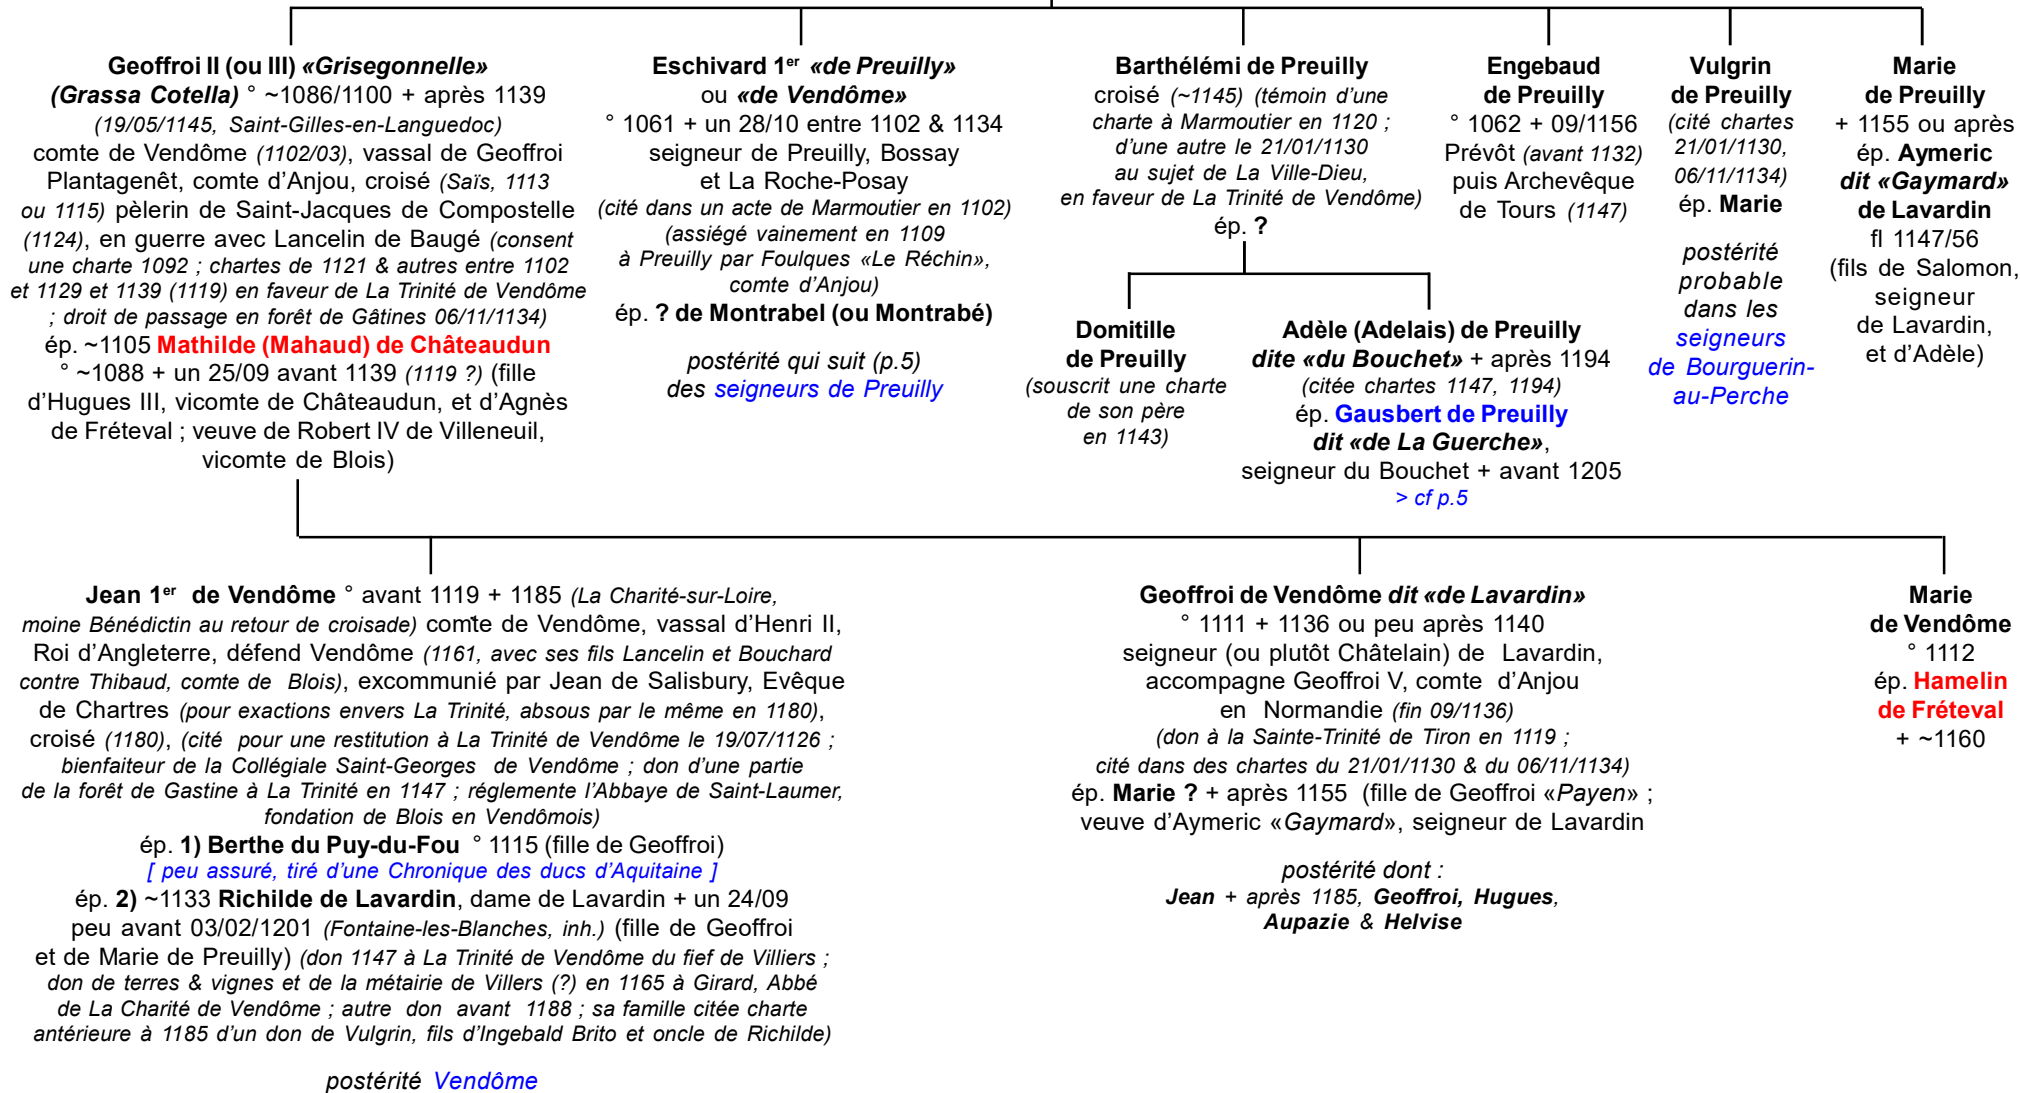 Geoffroi II (ou III) «Grisegonnelle»
(Grassa Cotella) ° ~1086/1100 + après 1139
(19/05/1145, Saint-Gilles-en-Languedoc)
comte de Vendôme (1102/03), vassal de Geoffroi
Plantagenêt, comte d’Anjou, croisé (Saïs, 1113
ou 1115) pèlerin de Saint-Jacques de Compostelle
(1124), en guerre avec Lancelin de Baugé (consent
une charte 1092 ; chartes de 1121 & autres entre 1102
et 1129 et 1139 (1119) en faveur de La Trinité de Vendôme
; droit de passage en forêt de Gâtines 06/11/1134)
ép. ~1105 Mathilde (Mahaud) de Châteaudun
° ~1088 + un 25/09 avant 1139 (1119 ?) (fille
d’Hugues III, vicomte de Châteaudun, et d’Agnès
de Fréteval ; veuve de Robert IV de Villeneuil,
vicomte de Blois)
Eschivard 1er «de Preuilly»
ou «de Vendôme»
° 1061 + un 28/10 entre 1102 & 1134
seigneur de Preuilly, Bossay
et La Roche-Posay
(cité dans un acte de Marmoutier en 1102)
(assiégé vainement en 1109
à Preuilly par Foulques «Le Réchin»,
comte d’Anjou)
ép. ? de Montrabel (ou Montrabé)
postérité qui suit (p.5)
des seigneurs de Preuilly
Barthélémi de Preuilly
croisé (~1145) (témoin d’une
charte à Marmoutier en 1120 ;
d’une autre le 21/01/1130
au sujet de La Ville-Dieu,
en faveur de La Trinité de Vendôme)
ép. ?
Domitille
de Preuilly
(souscrit une charte
de son père
en 1143)
Adèle (Adelais) de Preuilly
dite «du Bouchet» + après 1194
(citée chartes 1147, 1194)
ép. Gausbert de Preuilly
dit «de La Guerche»,
seigneur du Bouchet + avant 1205
> cf p.5
Engebaud
de Preuilly
° 1062 + 09/1156
Prévôt (avant 1132)
puis Archevêque
de Tours (1147)
Vulgrin
de Preuilly
(cité chartes
21/01/1130,
06/11/1134)
ép. Marie
postérité
probable
dans les
seigneurs
de Bourguerin-
au-Perche
Marie
de Preuilly
+ 1155 ou après
ép. Aymeric
dit «Gaymard»
de Lavardin
fl 1147/56
(fils de Salomon,
seigneur
de Lavardin,
et d’Adèle)
Jean 1er de Vendôme ° avant 1119 + 1185 (La Charité-sur-Loire,
moine Bénédictin au retour de croisade) comte de Vendôme, vassal d’Henri II,
Roi d’Angleterre, défend Vendôme (1161, avec ses fils Lancelin et Bouchard
contre Thibaud, comte de Blois), excommunié par Jean de Salisbury, Evêque
de Chartres (pour exactions envers La Trinité, absous par le même en 1180),
croisé (1180), (cité pour une restitution à La Trinité de Vendôme le 19/07/1126 ;
bienfaiteur de la Collégiale Saint-Georges de Vendôme ; don d’une partie
de la forêt de Gastine à La Trinité en 1147 ; réglemente l’Abbaye de Saint-Laumer,
fondation de Blois en Vendômois)
ép. 1) Berthe du Puy-du-Fou ° 1115 (fille de Geoffroi)
[ peu assuré, tiré d’une Chronique des ducs d’Aquitaine ]
ép. 2) ~1133 Richilde de Lavardin, dame de Lavardin + un 24/09
peu avant 03/02/1201 (Fontaine-les-Blanches, inh.) (fille de Geoffroi
et de Marie de Preuilly) (don 1147 à La Trinité de Vendôme du fief de Villiers ;
don de terres & vignes et de la métairie de Villers (?) en 1165 à Girard, Abbé
de La Charité de Vendôme ; autre don avant 1188 ; sa famille citée charte
antérieure à 1185 d’un don de Vulgrin, fils d’Ingebald Brito et oncle de Richilde)
postérité Vendôme
Geoffroi de Vendôme dit «de Lavardin»
° 1111 + 1136 ou peu après 1140
seigneur (ou plutôt Châtelain) de Lavardin,
accompagne Geoffroi V, comte d’Anjou
en Normandie (fin 09/1136)
(don à la Sainte-Trinité de Tiron en 1119 ;
cité dans des chartes du 21/01/1130 & du 06/11/1134)
ép. Marie ? + après 1155 (fille de Geoffroi «Payen» ;
veuve d’Aymeric «Gaymard», seigneur de Lavardin
postérité dont :
Jean + après 1185, Geoffroi, Hugues,
Aupazie & Helvise
Marie
de Vendôme
° 1112
ép. Hamelin
de Fréteval
+ ~1160